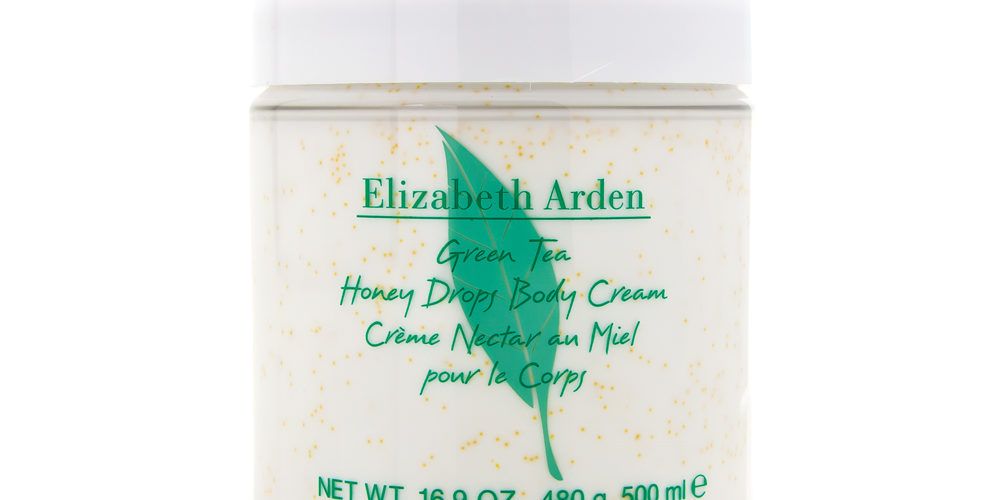 Elizabeth Arden
Green Tea
Honey Drops Body Cream
Crème Nectar au Miel
pour le Corps
NET WT. 16.9 OZ. 480 g 500 ml e